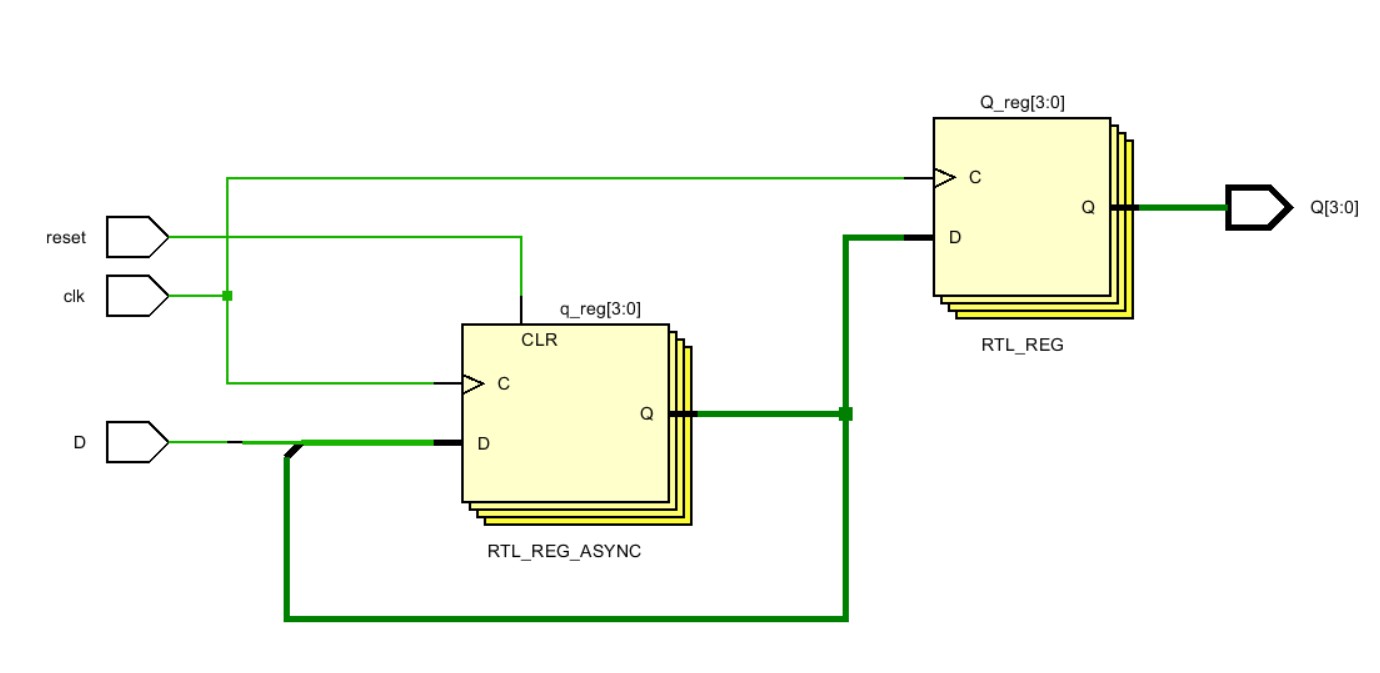 Q_reg[3:0]
C
Q
Q[3:0]
reset
D
clk
q_reg[3:0]
CLR
RTL_REG
C
Q
D
D
RTL_REG_ASYNC